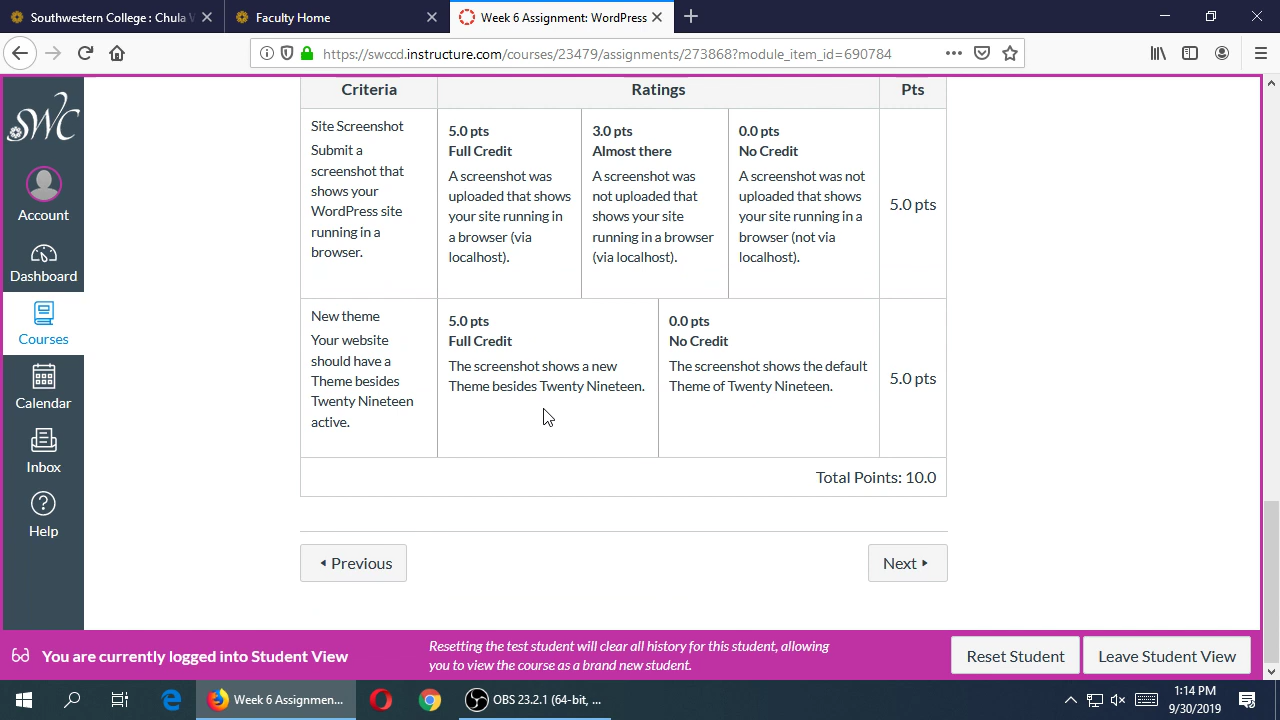 Southwestern College : Chula V
Faculty Home
Week 6 Assignment: WordPress
https://swccd.instructure.com/courses/23479/assignments/273868?module_item_id=690784
SWC
Account
Dashboard
Courses
Calendar
Inbox
Help
Criteria
Ratings
Pts
Site Screenshot
Submit a
screenshot that
shows your
WordPress site
running in a
browser.
5.0 pts
Full Credit
A screenshot was
uploaded that shows
your site running in
a browser (via
localhost).
3.0 pts
Almost there
A screenshot was
not uploaded that
shows your site
running in a browser
(via localhost).
0.0 pts
No Credit
A screenshot was not
uploaded that shows
your site running in a
browser (not via
localhost).
5.0 pts
New theme
Your website
should have a
Theme besides
Twenty Nineteen
active.
5.0 pts
Full Credit
The screenshot shows a new
Theme besides Twenty Nineteen.
0.0 pts
No Credit
The screenshot shows the default
Theme of Twenty Nineteen.
5.0 pts
Total Points: 10.0
Previous
Next
You are currently logged into Student View
Resetting the test student will clear all history for this student, allowing
you to view the course as a brand new student.
Reset Student
Leave Student View
Week 6 Assignmen...
OBS 23.2.1 (64-bit, ...
1:14 PM
9/30/2019